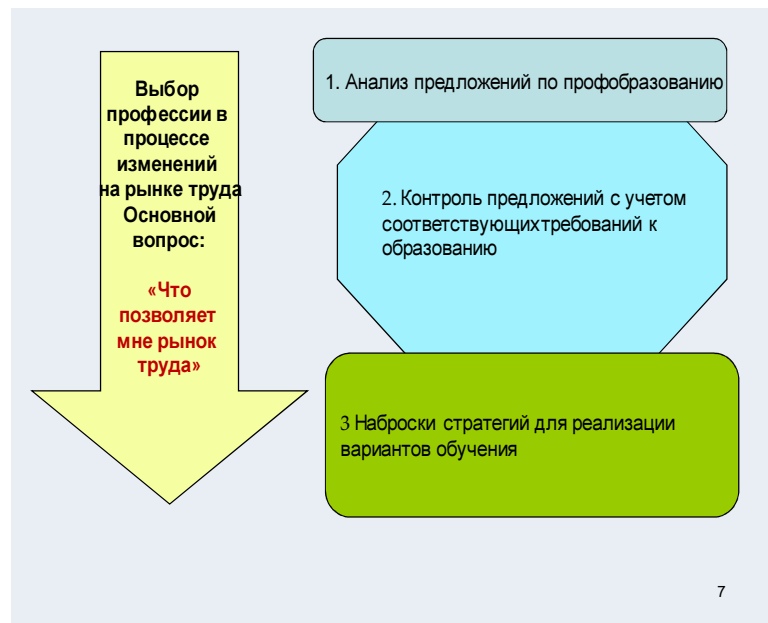 Выбор
профессии в
процессе
изменений
на рынке труда
Основной
вопрос:
«Что
позволяет
мне рынок
труда»
1. Анализ предложений по профобразованию
2. Контроль предложений с учетом
соответствующихтребований к
образованию
3 Наброски стратегий для реализации
вариантов обучения
7